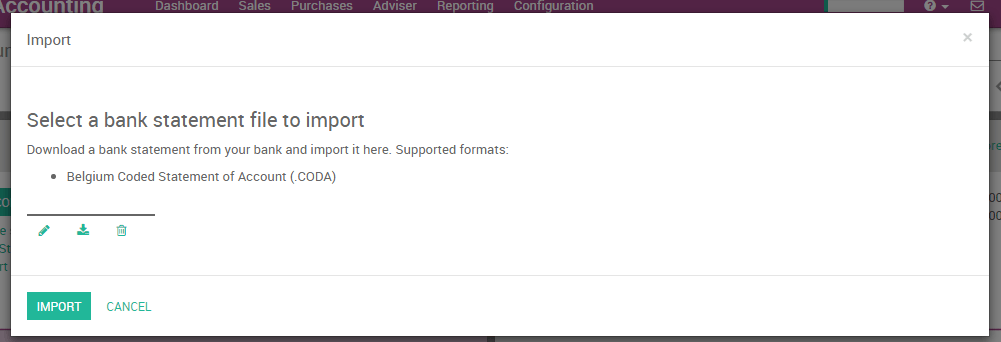 Accounting Dashboard Sales Purchases Adviser Reporting Configuration
Import ×
Select a bank statement file to import
Download a bank statement from your bank and import it here. Supported formats:
• Belgium Coded Statement of Account (.CODA)
IMPORT CANCEL